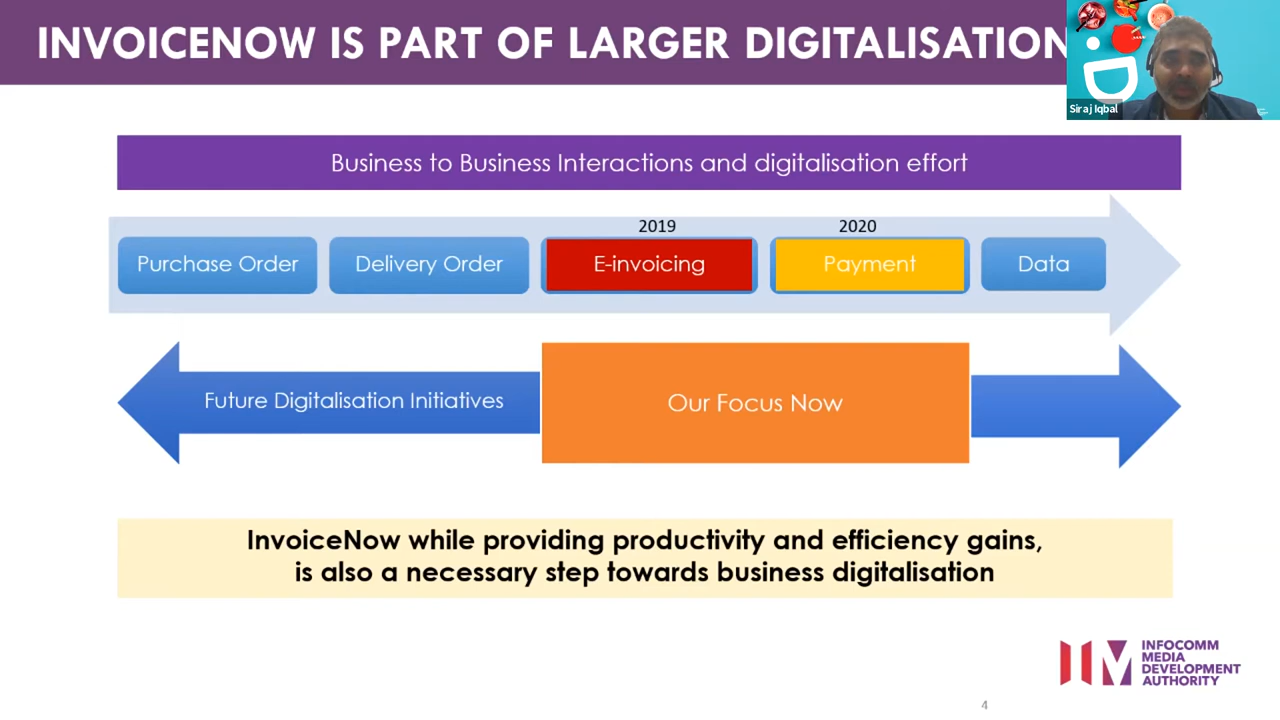 INVOICENOW IS PART OF LARGER DIGITALISATION
Siraj Iqbal
Business to Business Interactions and digitalisation effort
2019
2020
Purchase Order
Delivery Order
E-invoicing
Payment
Data
Future Digitalisation Initiatives
Our Focus Now
InvoiceNow while providing productivity and efficiency gains,
is also a necessary step towards business digitalisation
INFOCOMM
MEDIA
DEVELOPMENT
AUTHORITY
4